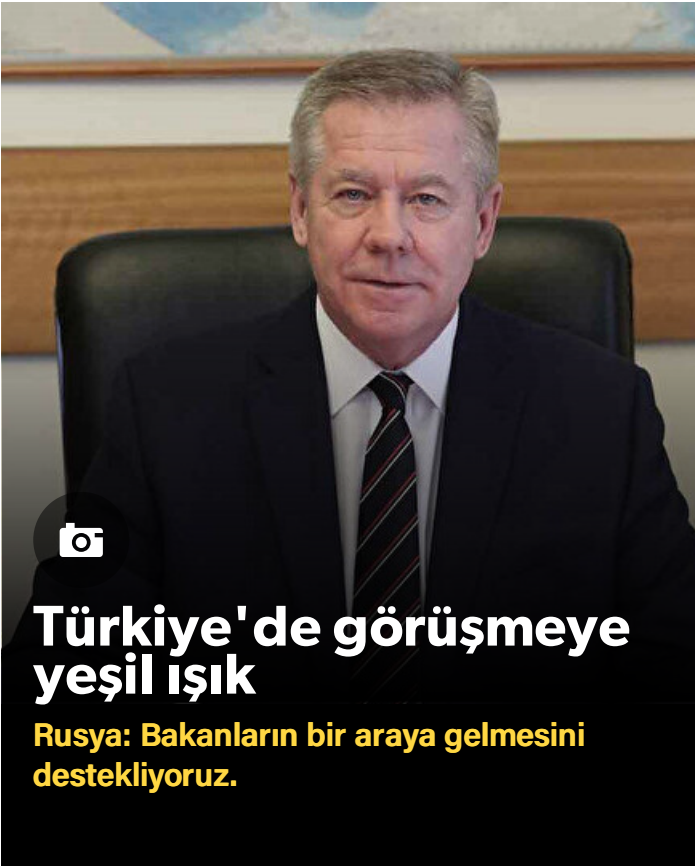 Türkiye'de görüşmeye
yeşil ışık
Rusya: Bakanların bir araya gelmesini
destekliyoruz.